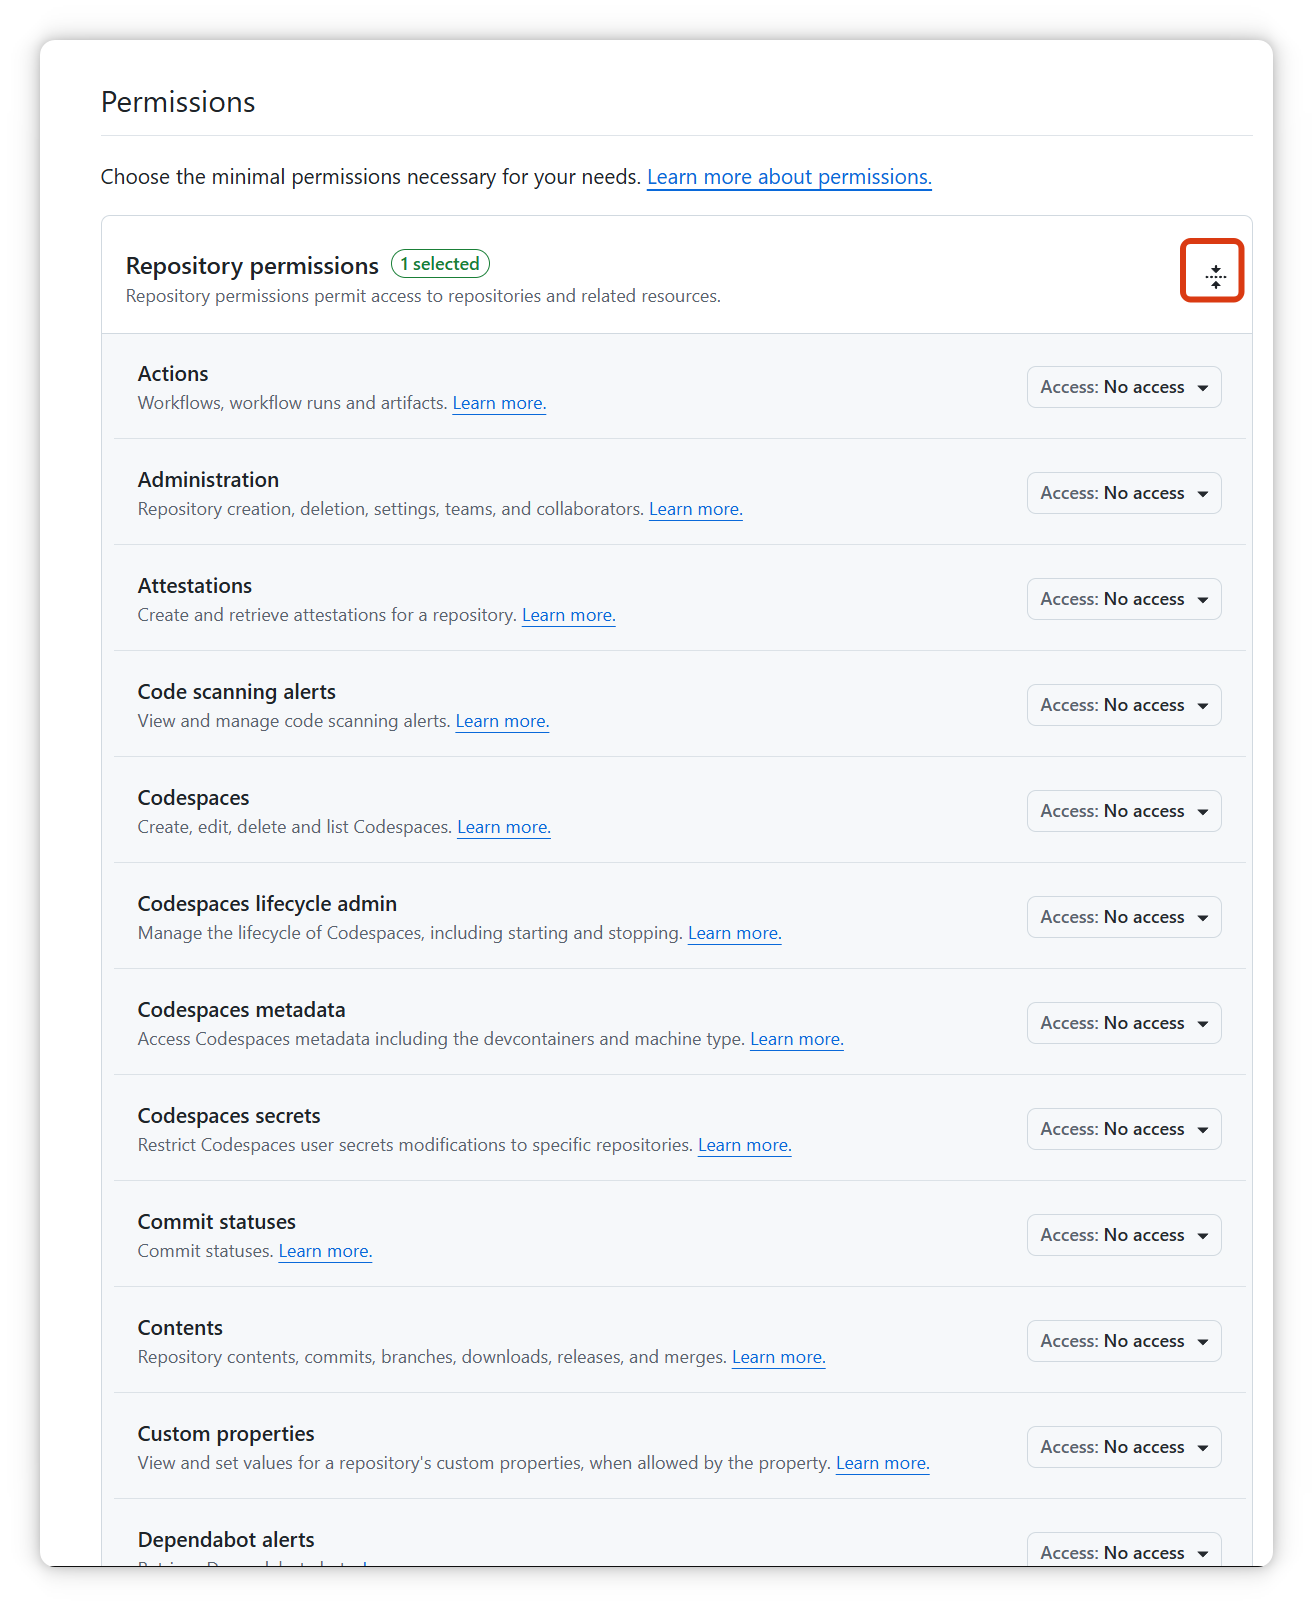 Permissions
Choose the minimal permissions necessary for your needs. Learn more about permissions.
Repository permissions 1 selected
Repository permissions permit access to repositories and related resources.
Actions
Workflows, workflow runs and artifacts. Learn more.
Access: No access
Administration
Repository creation, deletion, settings, teams, and collaborators. Learn more.
Access: No access
Attestations
Create and retrieve attestations for a repository. Learn more.
Access: No access
Code scanning alerts
View and manage code scanning alerts. Learn more.
Access: No access
Codespaces
Create, edit, delete and list Codespaces. Learn more.
Access: No access
Codespaces lifecycle admin
Manage the lifecycle of Codespaces, including starting and stopping. Learn more.
Access: No access
Codespaces metadata
Access Codespaces metadata including the devcontainers and machine type. Learn more.
Access: No access
Codespaces secrets
Restrict Codespaces user secrets modifications to specific repositories. Learn more.
Access: No access
Commit statuses
Commit statuses. Learn more.
Access: No access
Contents
Repository contents, commits, branches, downloads, releases, and merges. Learn more.
Access: No access
Custom properties
View and set values for a repository's custom properties, when allowed by the property. Learn more.
Access: No access
Dependabot alerts
Access: No access